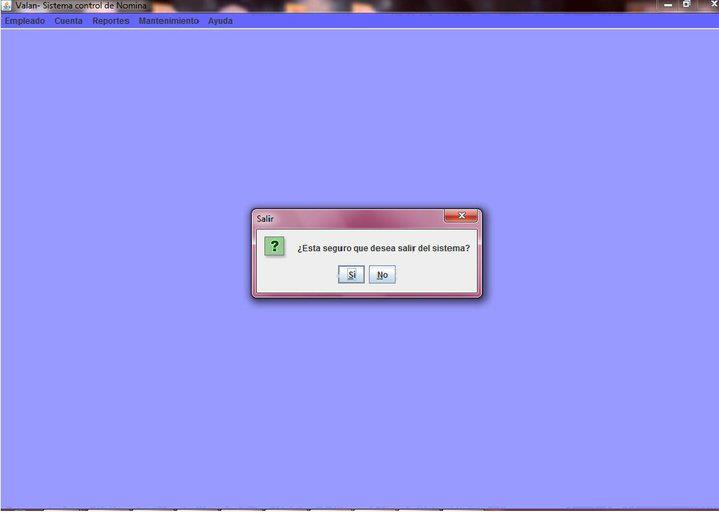 Valan- Sistema control de Nomina
Empleado Cuenta Reportes Mantenimiento Ayuda
Salir
?
¿Esta seguro que desea salir del sistema?
Si No